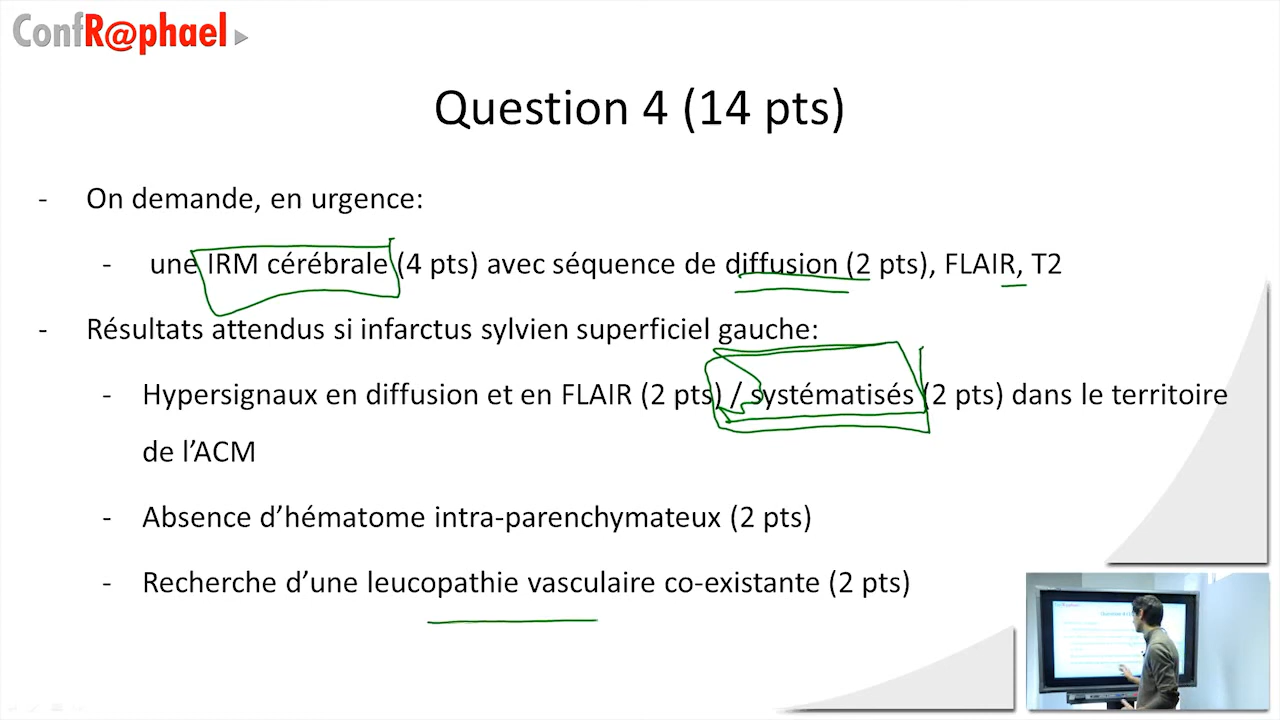 ConfR@phael
Question 4 (14 pts)
- On demande, en urgence:
- une IRM cérébrale (4 pts) avec séquence de diffusion (2 pts), FLAIR, T2
- Résultats attendus si infarctus sylvien superficiel gauche:
- Hypersignaux en diffusion et en FLAIR (2 pts) / systématisés (2 pts) dans le territoire
de l’ACM
- Absence d’hématome intra-parenchymateux (2 pts)
- Recherche d’une leucopathie vasculaire co-existante (2 pts)